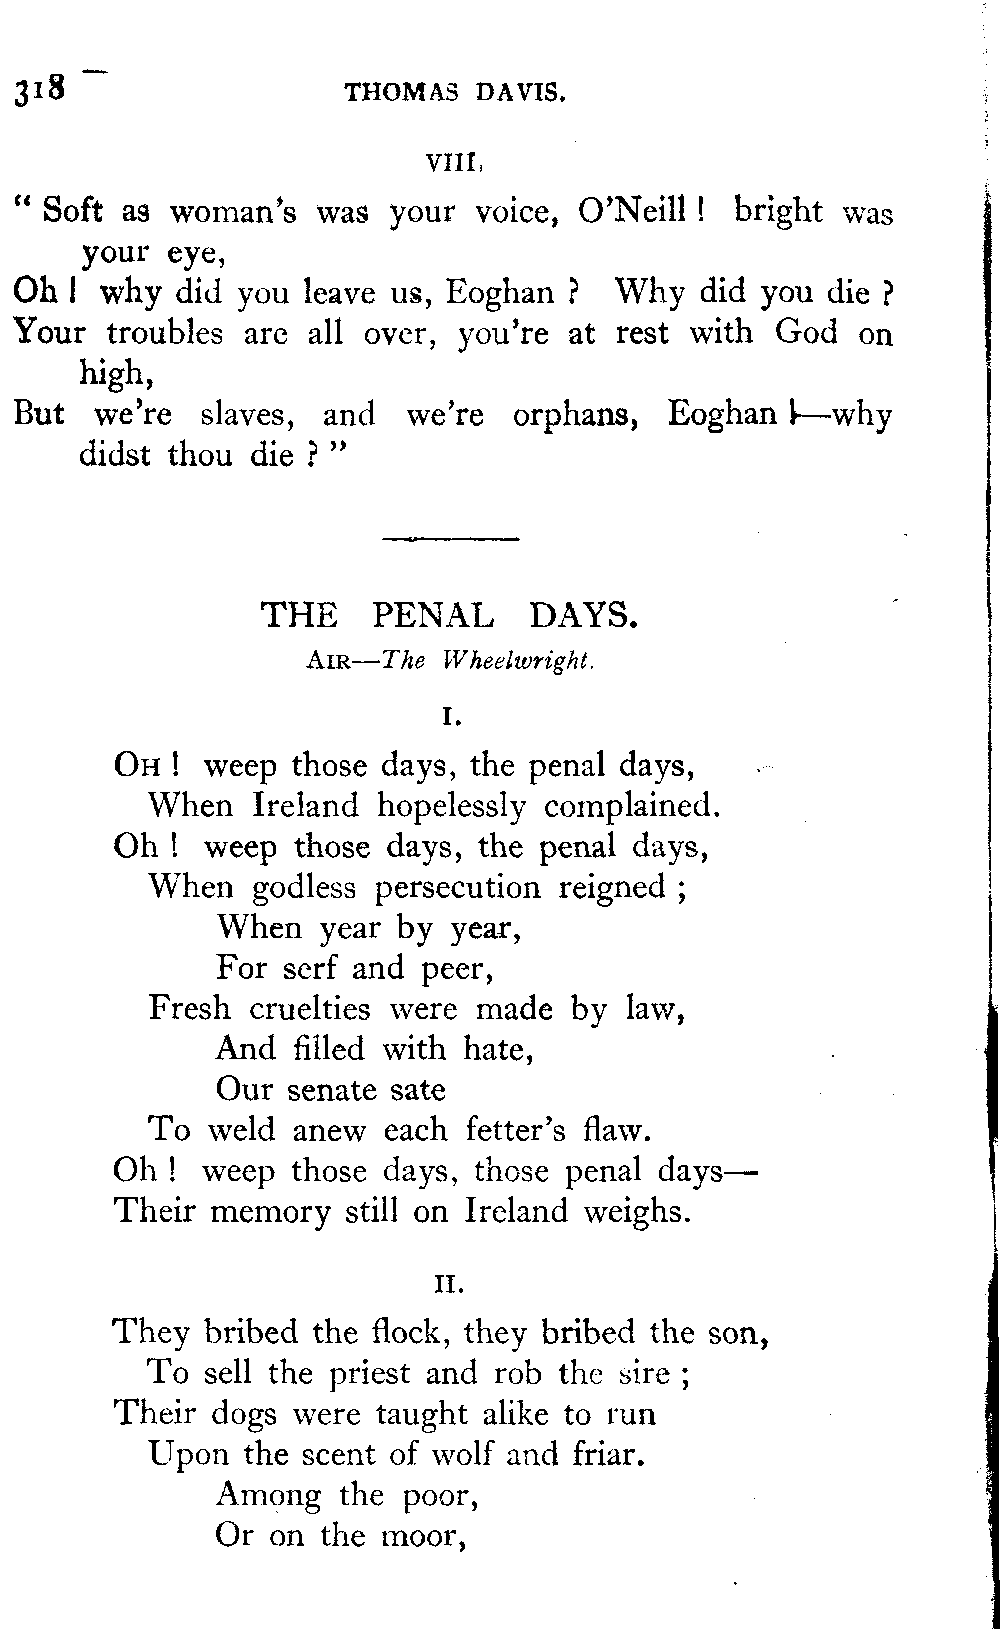 318 THOMAS DAVIS.
VIII.
" Soft as woman's was your voice, O'Neill ! bright was
your eye,
Oh ! why did you leave us, Eoghan ? Why did you die ?
Your troubles are all over, you're at rest with God on
high,
But we're slaves, and we're orphans, Eoghan !—why
didst thou die ? "
THE PENAL DAYS.
AIR—The Wheelwright.
I.
OH ! weep those days, the penal days,
When Ireland hopelessly complained.
Oh ! weep those days, the penal days,
When godless persecution reigned ;
When year by year,
For serf and peer,
Fresh cruelties were made by law,
And filled with hate,
Our senate sate
To weld anew each fetter's flaw.
Oh ! weep those days, those penal days—
Their memory still on Ireland weighs.
II.
They bribed the flock, they bribed the son,
To sell the priest and rob the sire ;
Their dogs were taught alike to run
Upon the scent of wolf and friar.
Among the poor,
Or on the moor,